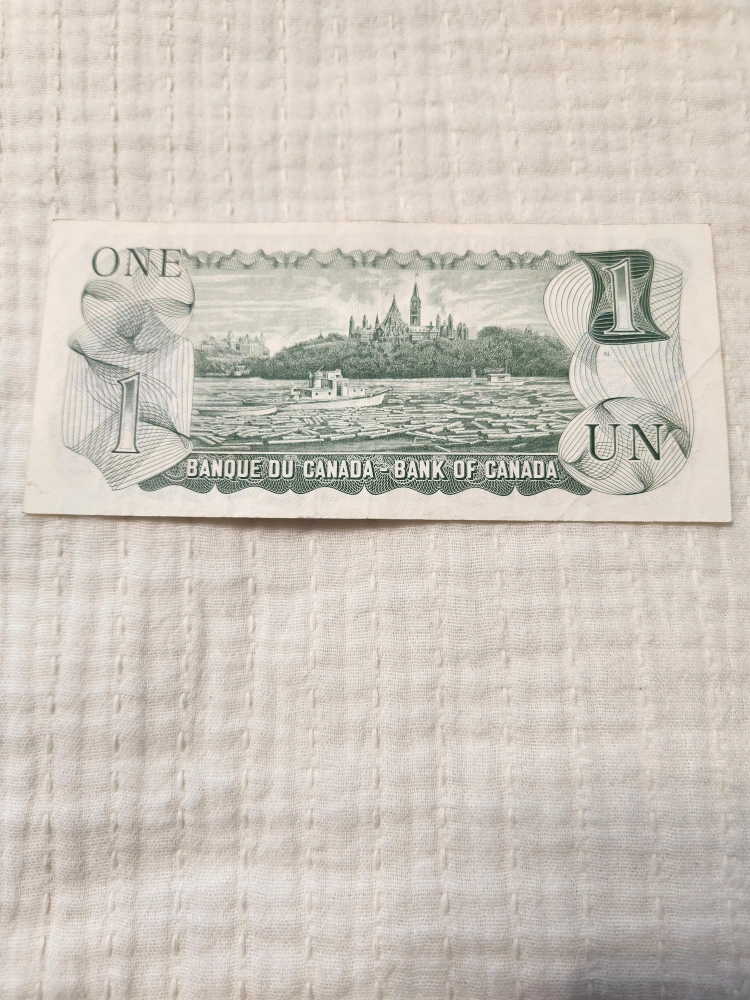 ONE
1
1
UN
BANQUE DU CANADA - BANK OF CANADA